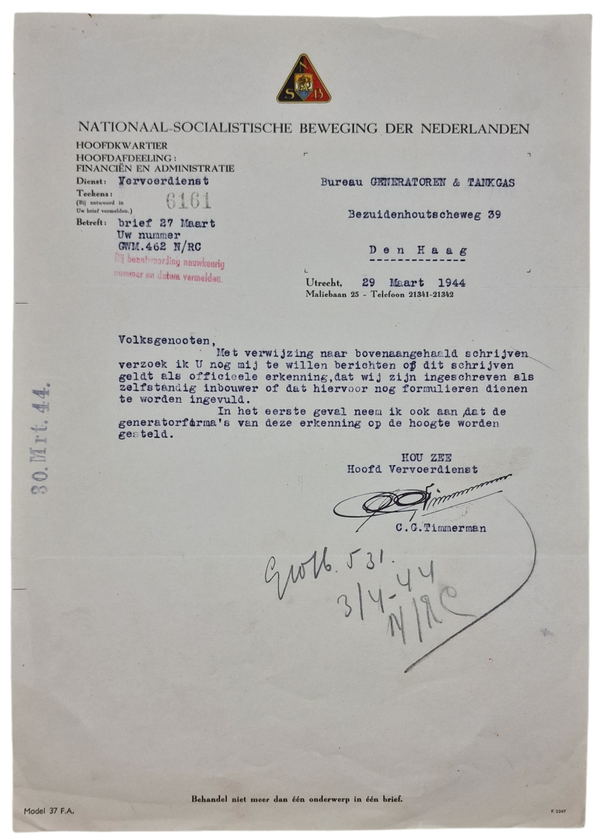 N
S B
NATIONAAL-SOCIALISTISCHE BEWEGING DER NEDERLANDEN
HOOFDKWARTIER
HOOFDAFDEELING:
FINANCIËN EN ADMINISTRATIE
Dienst: Vervoerdienst
Teekens: 6161
(Bij antwoord in
Uw brief vermelden.)
Betreft: brief 27 Maart
Uw nummer
GWM.462 N/RC
Bij beantwoording nauwkeurig
nummer en datum vermelden
Bureau GENERATOREN & TANKGAS
Bezuidenhoutscheweg 39
Den Haag
Utrecht, 29 Maart 1944
Maliebaan 25 - Telefoon 21341-21342
30.Mrt.44.
Volksgenooten,
Met verwijzing naar bovenaangehaald schrijven
verzoek ik U nog mij te willen berichten of dit schrijven
geldt als officieele erkenning,dat wij zijn ingeschreven als
zelfstandig inbouwer of dat hiervoor nog formulieren dienen
te worden ingevuld.
In het eerste geval neem ik ook aan,dat de
generatorfirma's van deze erkenning op de hoogte worden
gesteld.
HOU ZEE
Hoofd Vervoerdienst
Timmerman
C.G.Timmerman
531.
3/4-44
N/RC
Behandel niet meer dan één onderwerp in één brief.
Model 37 F.A.